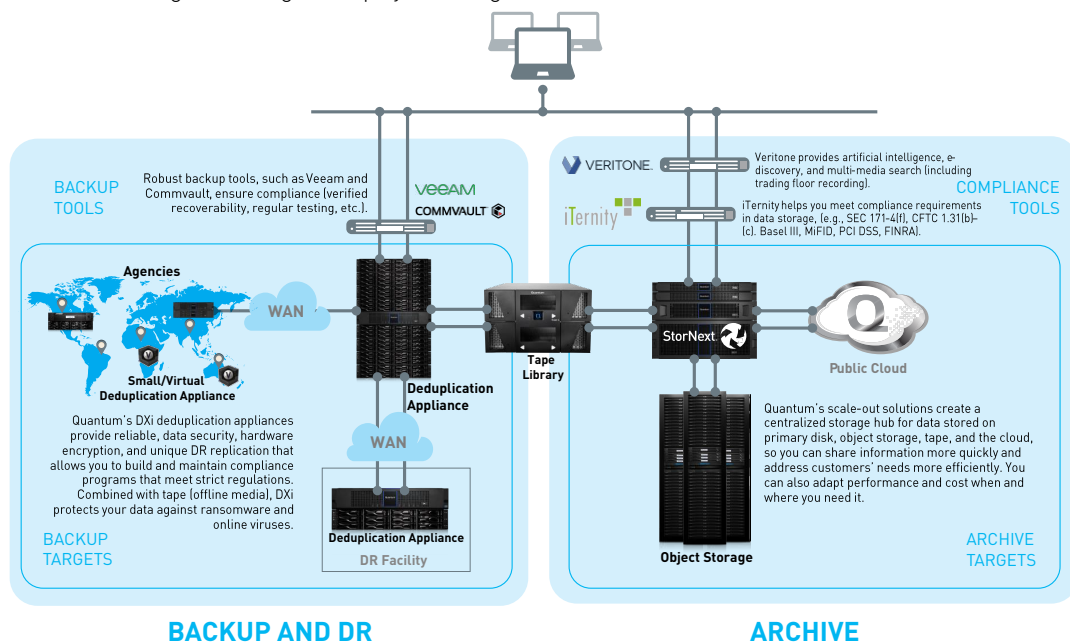 BACKUP
TOOLS
Robust backup tools, such as Veeam and
Commvault, ensure compliance (verified
recoverability, regular testing, etc.).
VEEAM
COMMVAULT
VERITONE.
Veritone provides artificial intelligence, e-
discovery, and multi-media search (including
trading floor recording).
COMPLIANCE
TOOLS
iTernity
iTernity helps you meet compliance requirements
in data storage, (e.g., SEC 171-4(f), CFTC 1.31(b)-
(c). Basel III, MiFID, PCI DSS, FINRA).
Agencies
WAN
Small/Virtual
Deduplication Appliance
Deduplication
Appliance
Quantum
Tape
Library
StorNext
Q
Public Cloud
Quantum's DXi deduplication appliances
provide reliable, data security, hardware
encryption, and unique DR replication that
allows you to build and maintain compliance
programs that meet strict regulations.
Combined with tape (offline media), DXi
protects your data against ransomware and
online viruses.
WAN
Deduplication Appliance
DR Facility
BACKUP
TARGETS
Quantum's scale-out solutions create a
centralized storage hub for data stored on
primary disk, object storage, tape, and the cloud,
so you can share information more quickly and
address customers' needs more efficiently. You
can also adapt performance and cost when and
where you need it.
Object Storage
ARCHIVE
TARGETS
BACKUP AND DR
ARCHIVE